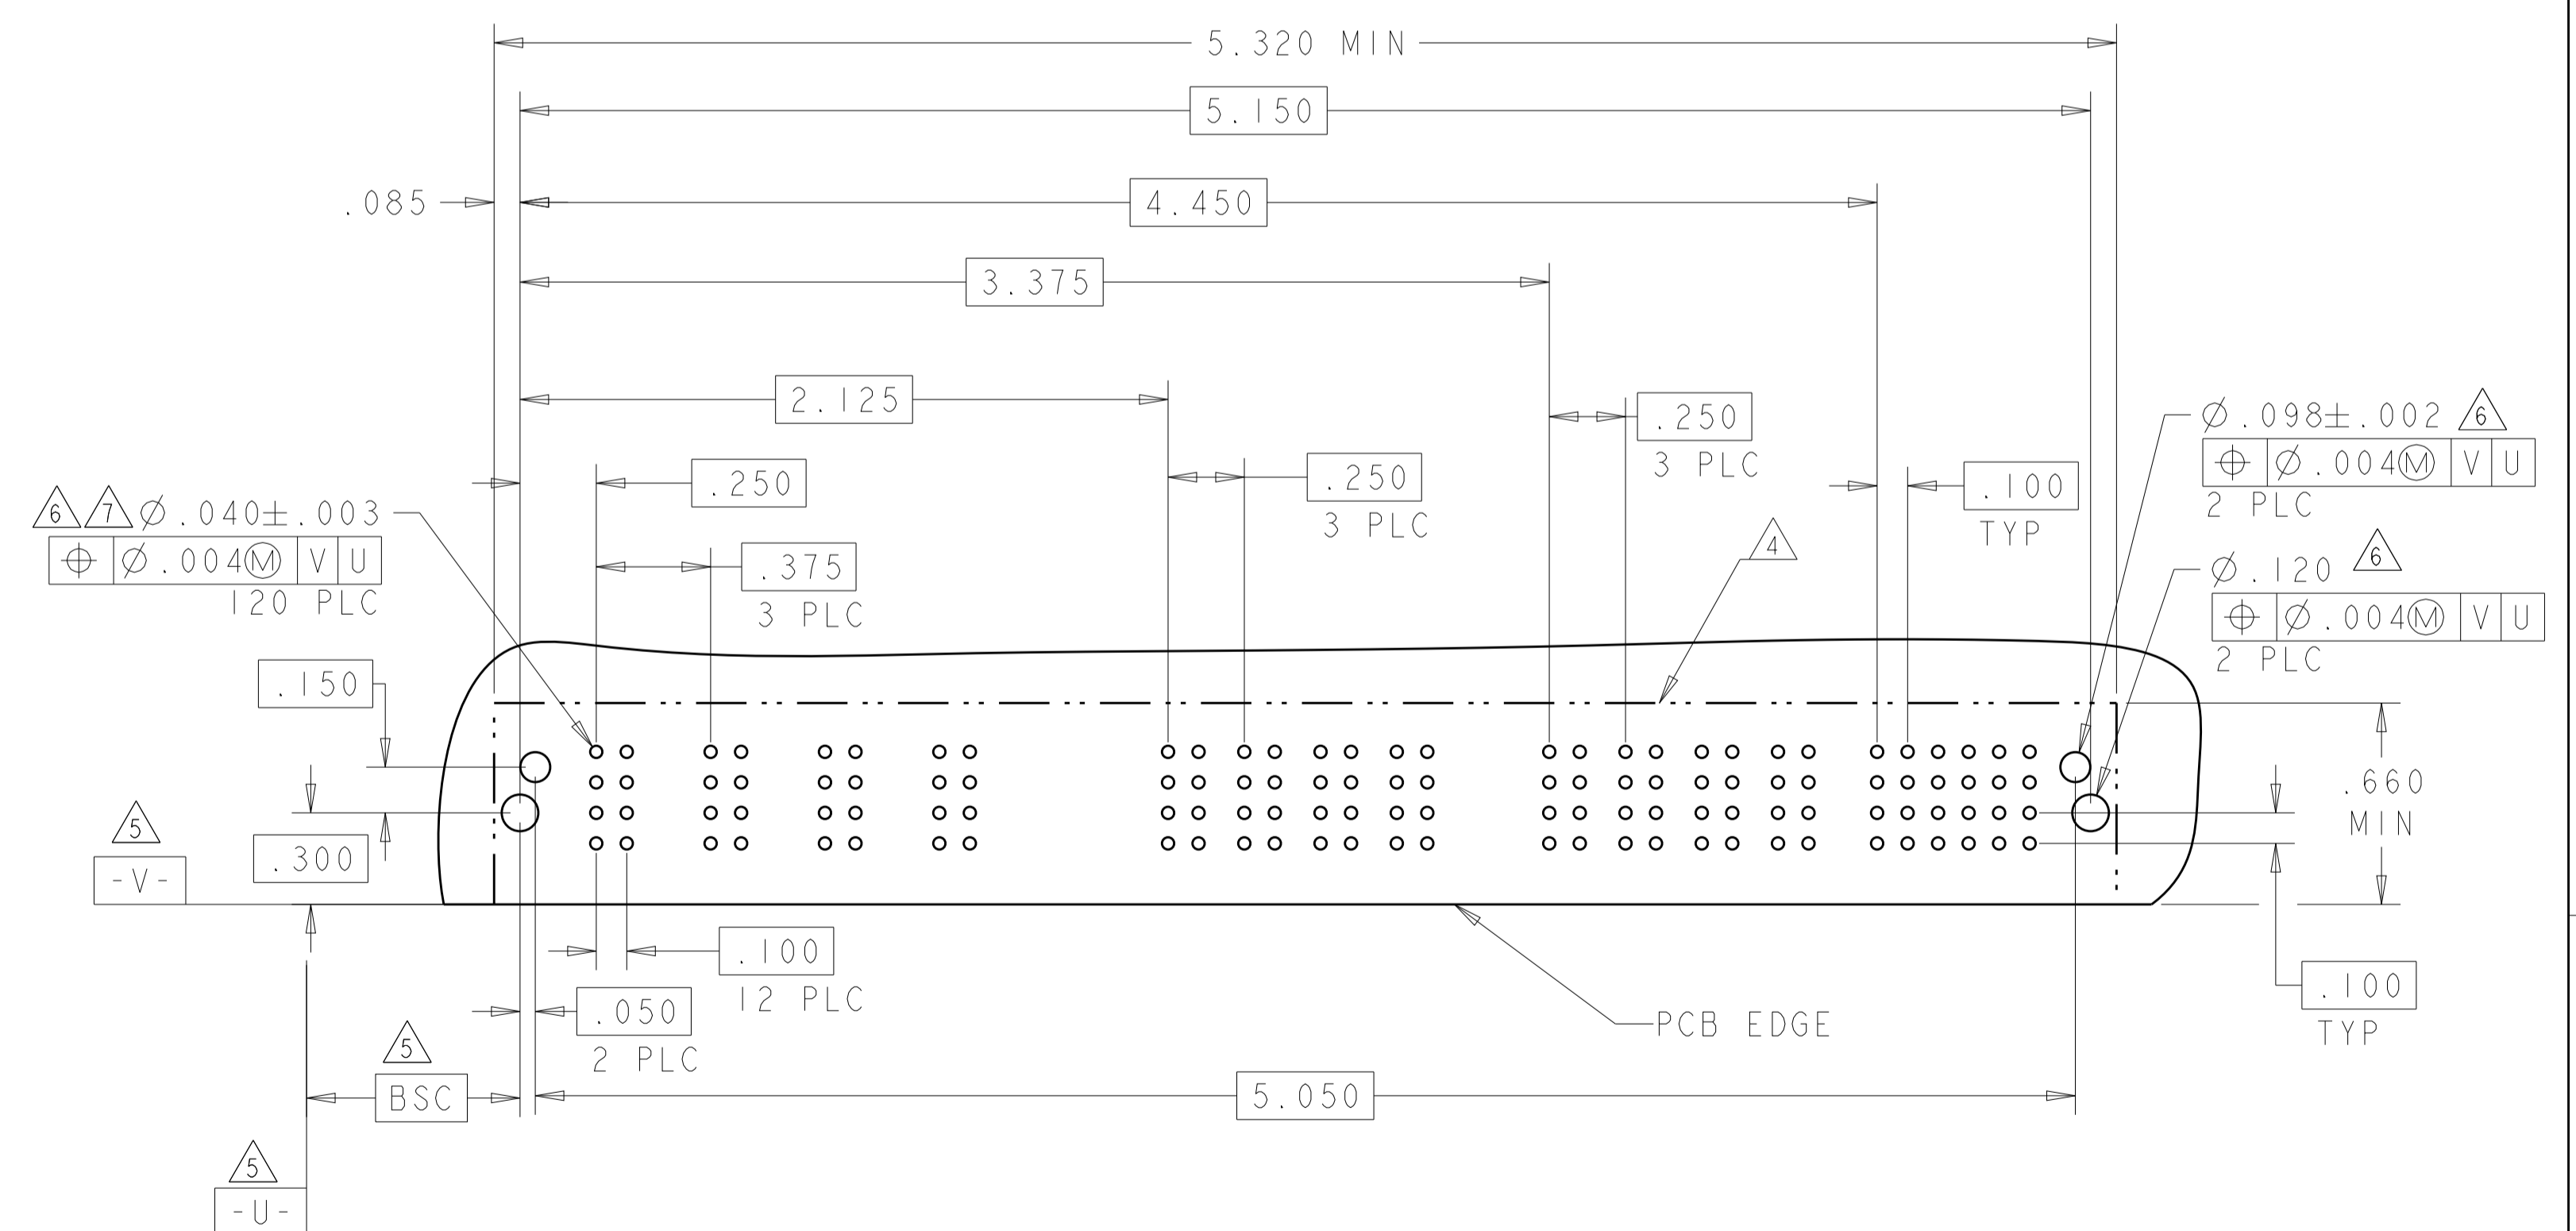 5.320 MIN
5.150
.085
4.450
3.375
2.125
.250
3 PLC
.250
3 PLC
.250
.100
TYP
Ø.098±.002 6
⌖ Ø.004Ⓜ V U
2 PLC
6 7 Ø.040±.003
⌖ Ø.004Ⓜ V U
120 PLC
.375
3 PLC
4
Ø.120 6
⌖ Ø.004Ⓜ V U
2 PLC
.150
.660
MIN
5
-V-
.300
.100
12 PLC
.050
2 PLC
PCB EDGE
.100
TYP
5
BSC
5.050
5
-U-